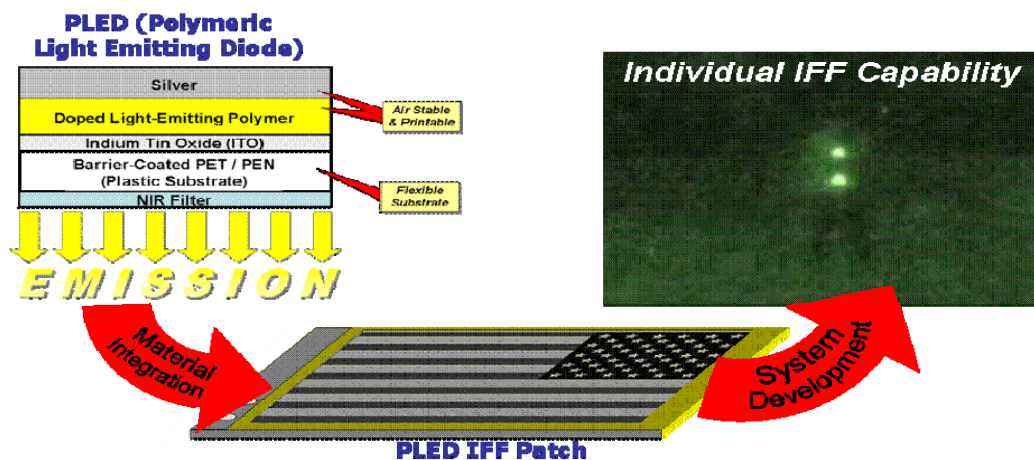 PLED (Polymeric
Light Emitting Diode)
Silver
Doped Light-Emitting Polymer
Indium Tin Oxide (ITO)
Barrier-Coated PET / PEN
(Plastic Substrate)
NIR Filter
Air Stable
& Printable
Flexible
Substrate
EMISSION
Individual IFF Capability
Material
Integration
System
Development
PLED IFF Patch